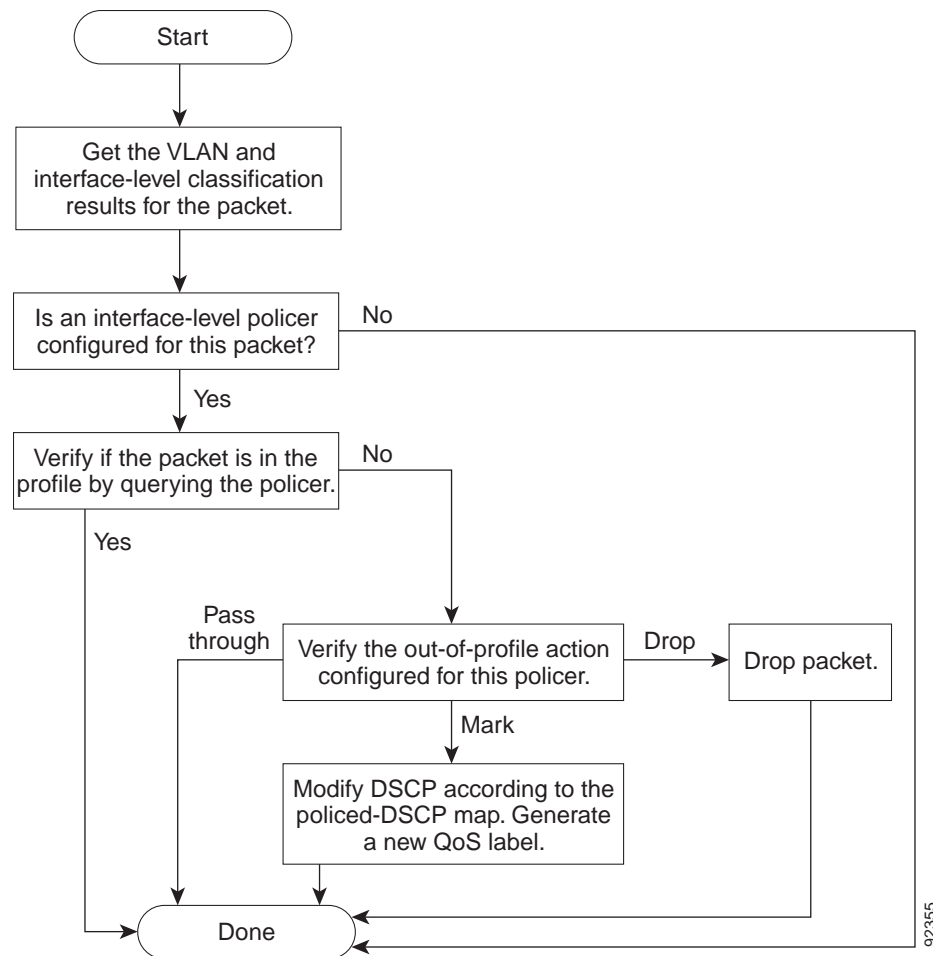 Start
Get the VLAN and
interface-level classification
results for the packet.
Is an interface-level policer
configured for this packet?
No
Yes
Verify if the packet is in the
profile by querying the policer.
No
Yes
Pass
through
Verify the out-of-profile action
configured for this policer.
Drop
Drop packet.
Mark
Modify DSCP according to the
policed-DSCP map. Generate
a new QoS label.
Done
92355